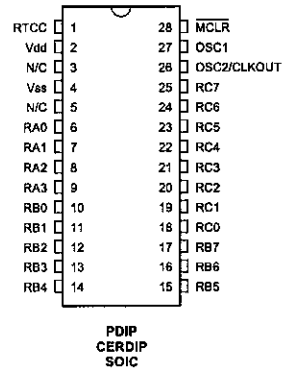 RTCC 1 28 MCLR
Vdd 2 27 OSC1
N/C 3 26 OSC2/CLKOUT
Vss 4 25 RC7
N/C 5 24 RC6
RA0 6 23 RC5
RA1 7 22 RC4
RA2 8 21 RC3
RA3 9 20 RC2
RB0 10 19 RC1
RB1 11 18 RC0
RB2 12 17 RB7
RB3 13 16 RB6
RB4 14 15 RB5
PDIP
CERDIP
SOIC